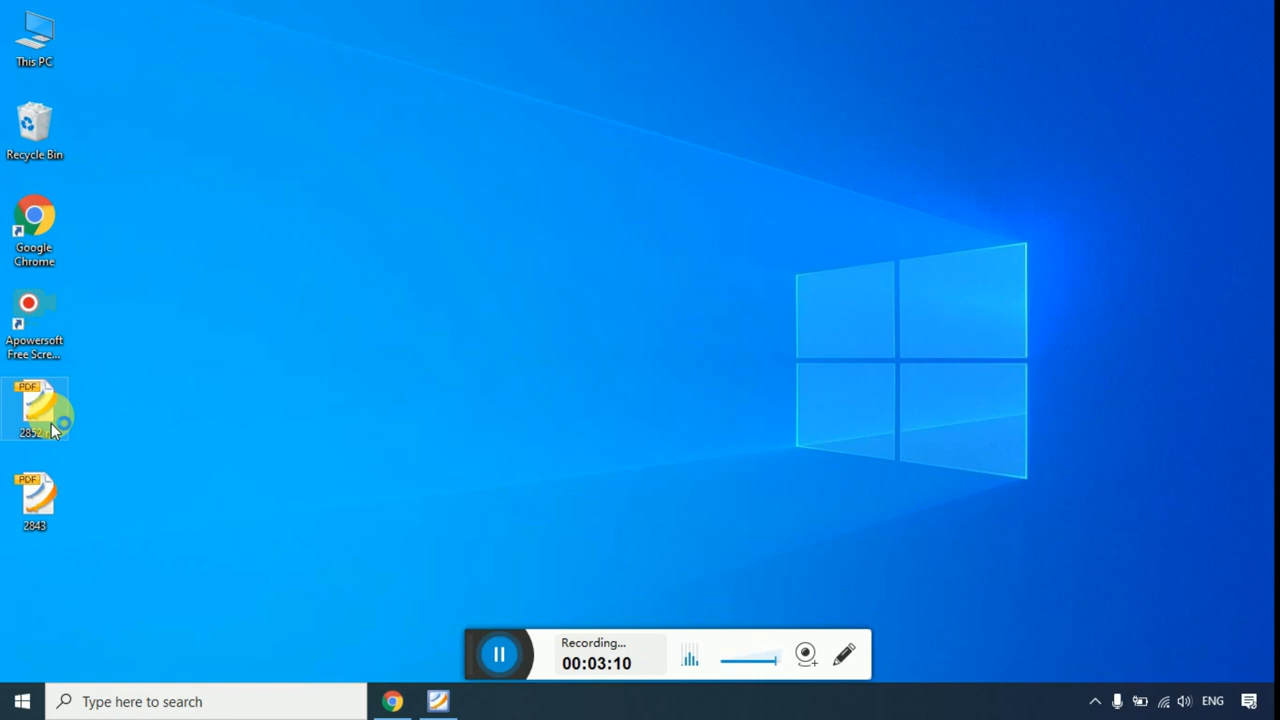 This PC
Recycle Bin
Google
Chrome
Apowersoft
Free Scre...
PDF
PDF
2843
Recording...
00:03:10
Type here to search
ENG